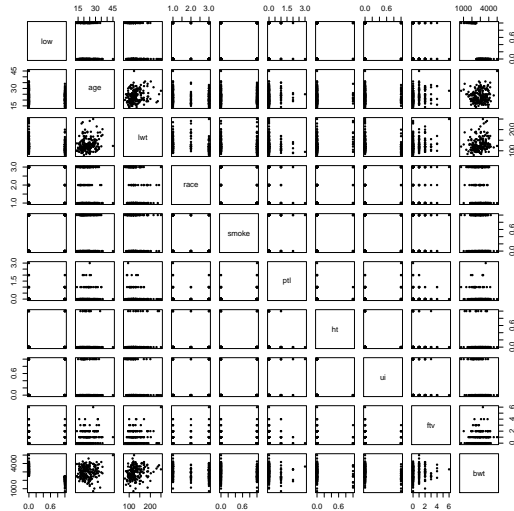 15 30 45 1.0 2.0 3.0 0.0 1.5 3.0 0.0 0.6 1000 4000
low 0.0 0.6
15 30 45 age
lwt 100 200
1.0 2.0 3.0 race
smoke 0.0 0.6
0.0 1.5 3.0 ptl
ht 0.0 0.6
0.0 0.6 ui
ftv 0 2 4 6
1000 4000 bwt
0.0 0.6 100 200 0.0 0.6 0.0 0.6 0 2 4 6